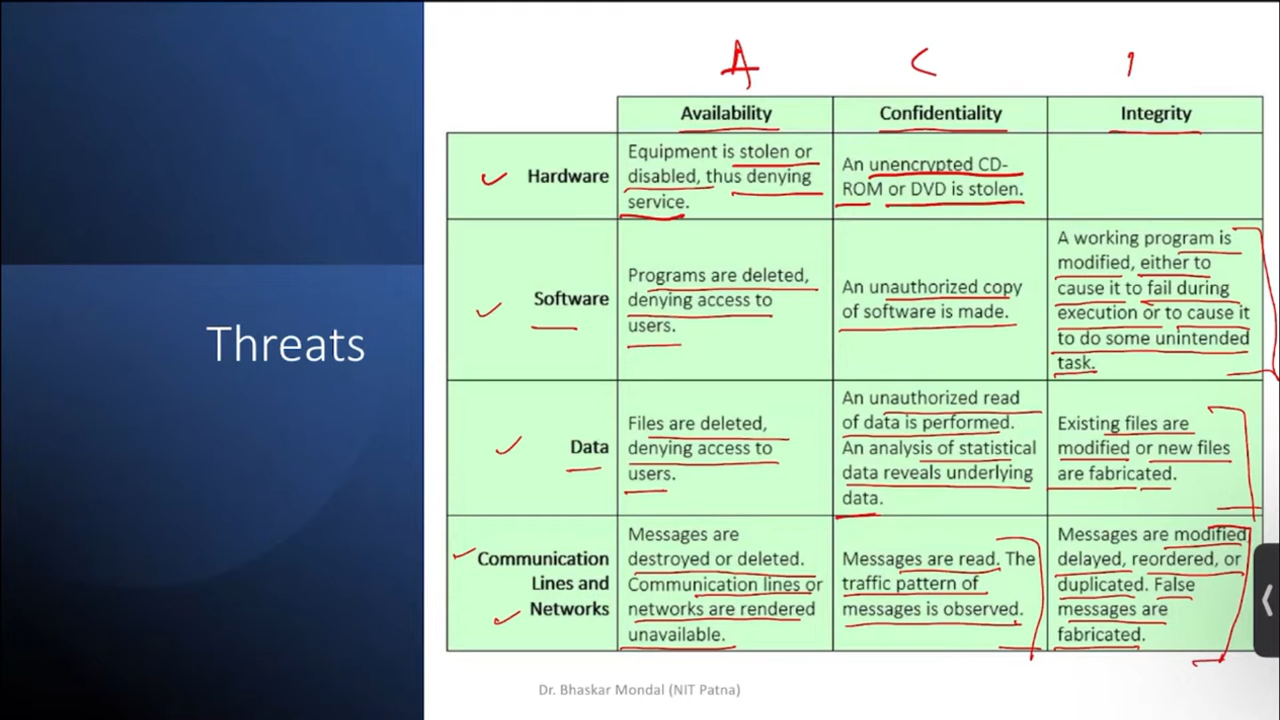 A C I
Threats
Availability Confidentiality Integrity
Hardware
Equipment is stolen or
disabled, thus denying
service.
An unencrypted CD-
ROM or DVD is stolen.
Software
Programs are deleted,
denying access to
users.
An unauthorized copy
of software is made.
A working program is
modified, either to
cause it to fail during
execution or to cause it
to do some unintended
task.
Data
Files are deleted,
denying access to
users.
An unauthorized read
of data is performed.
An analysis of statistical
data reveals underlying
data.
Existing files are
modified or new files
are fabricated.
Communication
Lines and
Networks
Messages are
destroyed or deleted.
Communication lines or
networks are rendered
unavailable.
Messages are read. The
traffic pattern of
messages is observed.
Messages are modified,
delayed, reordered, or
duplicated. False
messages are
fabricated.
Dr. Bhaskar Mondal (NIT Patna)